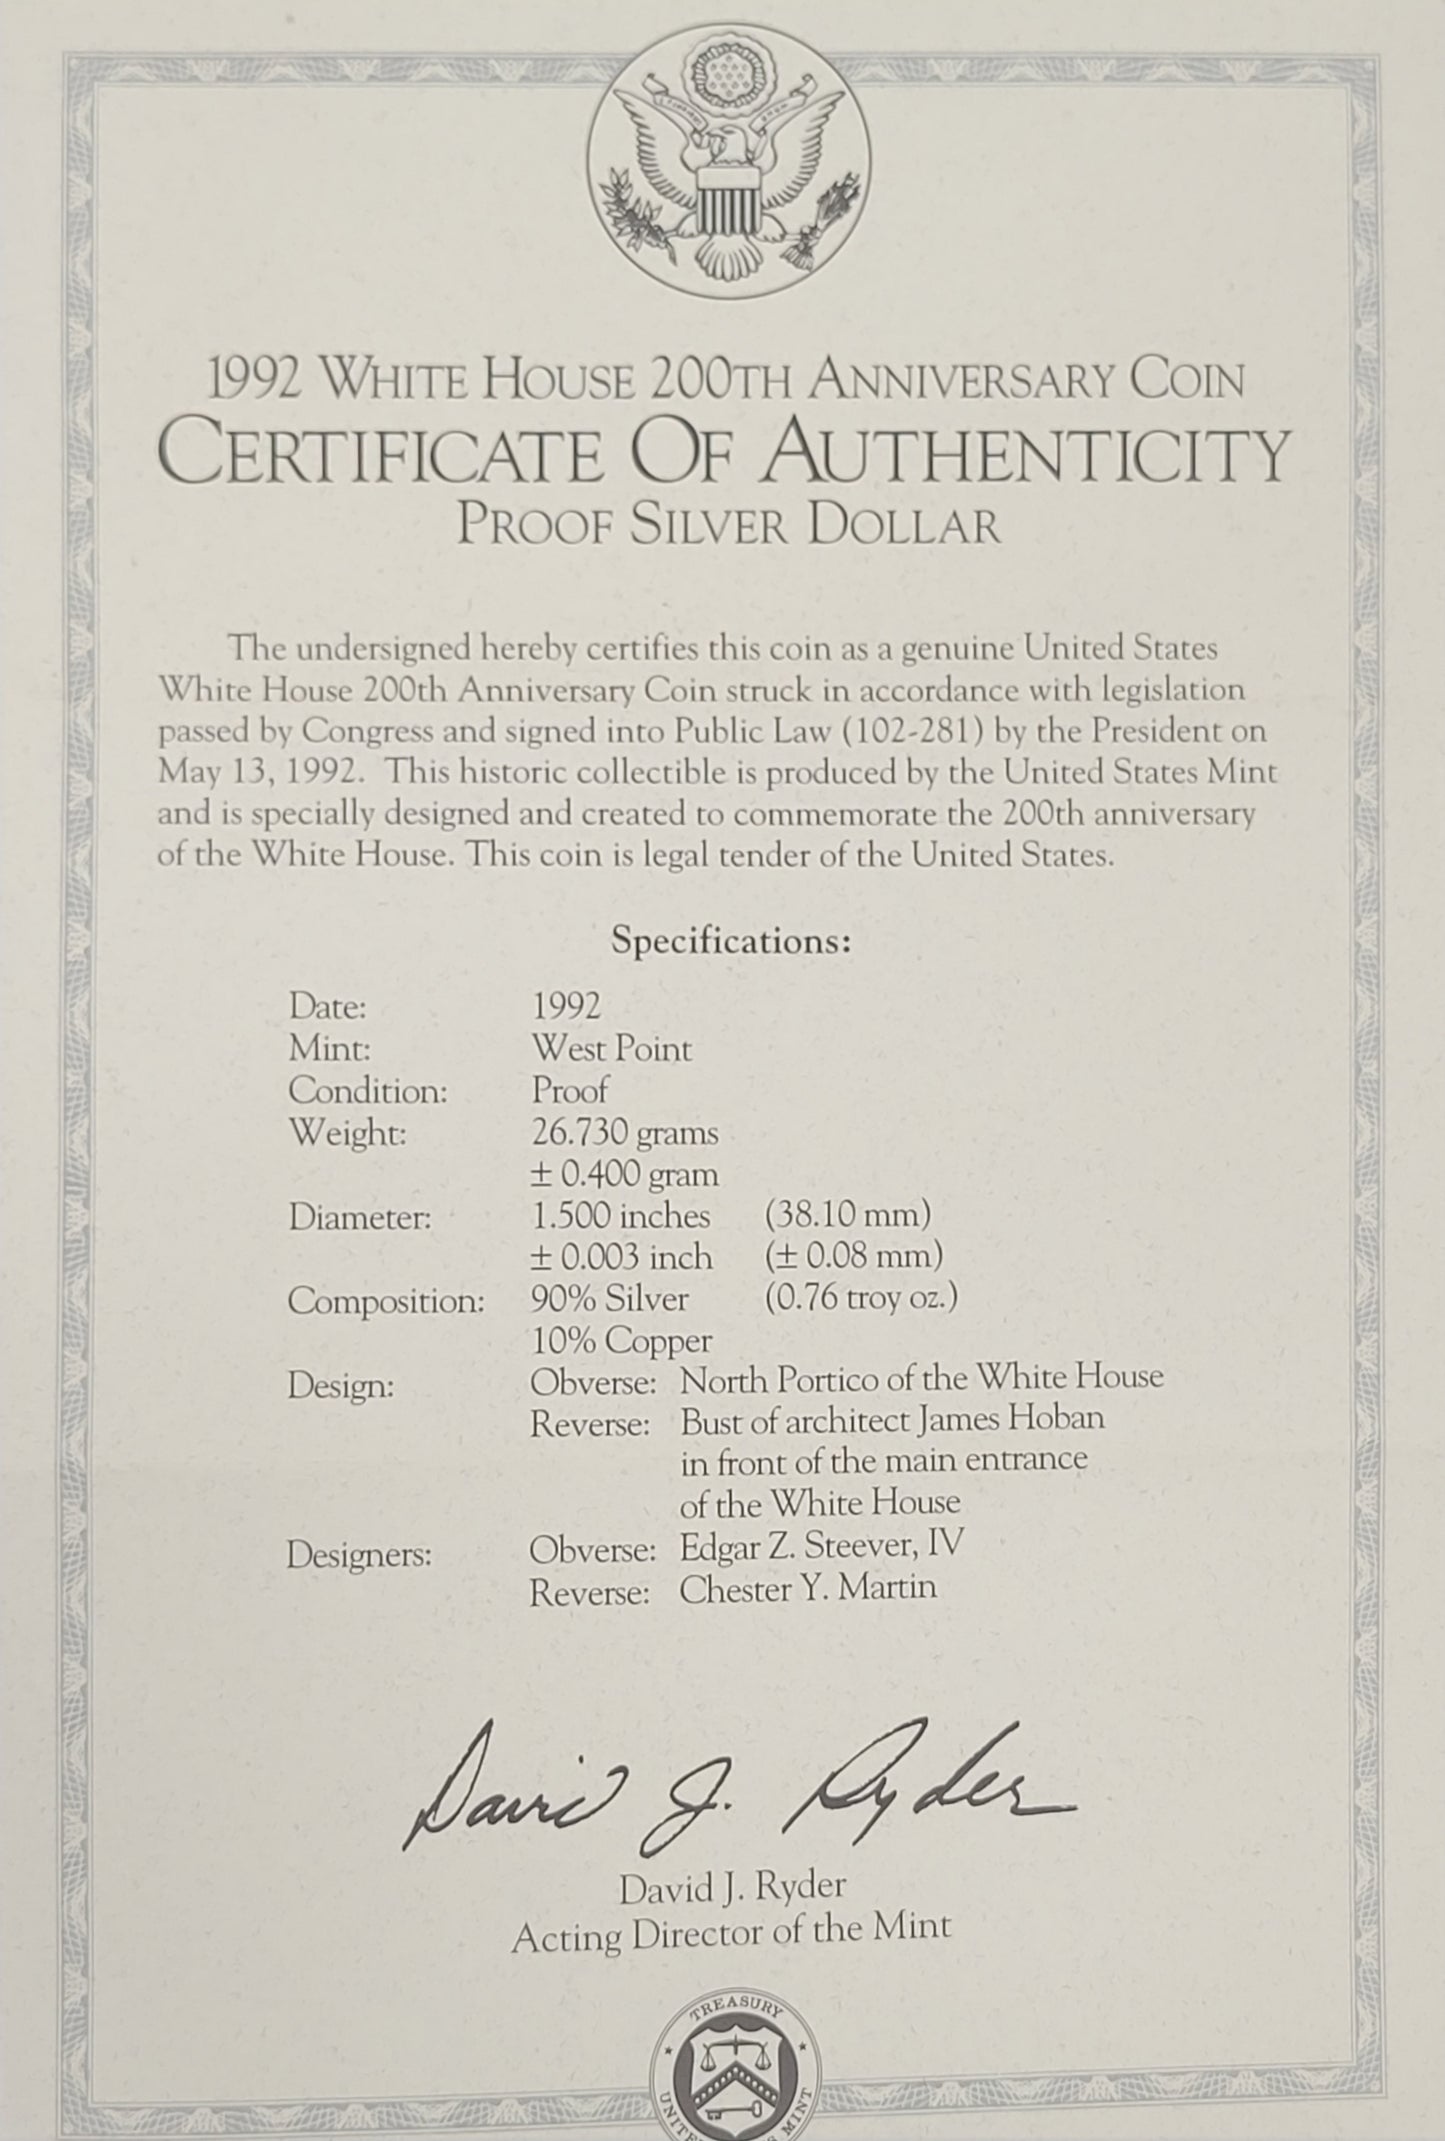 1992 WHITE HOUSE 200TH ANNIVERSARY COIN
CERTIFICATE OF AUTHENTICITY
PROOF SILVER DOLLAR
The undersigned hereby certifies this coin as a genuine United States
White House 200th Anniversary Coin struck in accordance with legislation
passed by Congress and signed into Public Law (102-281) by the President on
May 13, 1992. This historic collectible is produced by the United States Mint
and is specially designed and created to commemorate the 200th anniversary
of the White House. This coin is legal tender of the United States.
Specifications:
Date: 1992
Mint: West Point
Condition: Proof
Weight: 26.730 grams
± 0.400 gram
Diameter: 1.500 inches (38.10 mm)
± 0.003 inch (± 0.08 mm)
Composition: 90% Silver (0.76 troy oz.)
10% Copper
Design: Obverse: North Portico of the White House
Reverse: Bust of architect James Hoban
in front of the main entrance
of the White House
Designers: Obverse: Edgar Z. Steever, IV
Reverse: Chester Y. Martin
David J. Ryder
David J. Ryder
Acting Director of the Mint
TREASURY
MINT